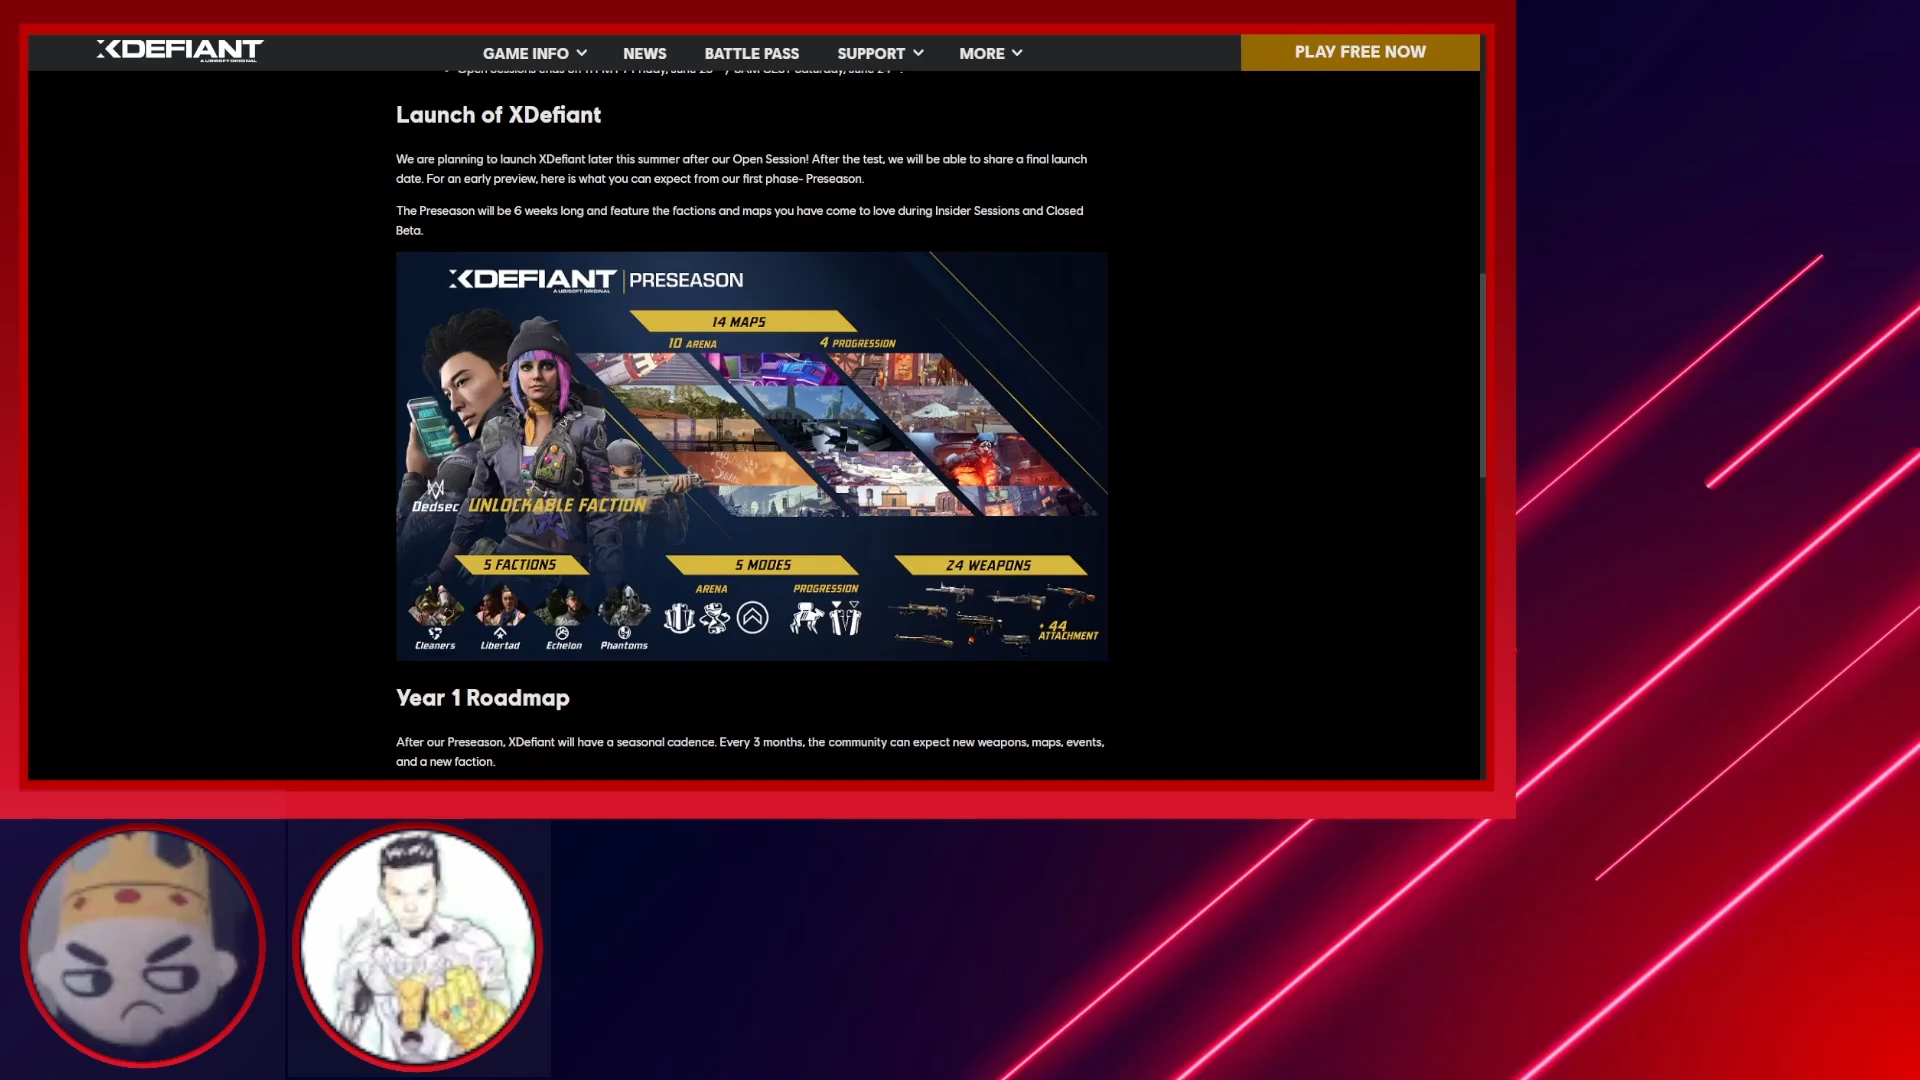 XDEFIANT
A UBISOFT ORIGINAL
GAME INFO
NEWS
BATTLE PASS
SUPPORT
MORE
PLAY FREE NOW
Launch of XDefiant
We are planning to launch XDefiant later this summer after our Open Session! After the test, we will be able to share a final launch
date. For an early preview, here is what you can expect from our first phase- Preseason.
The Preseason will be 6 weeks long and feature the factions and maps you have come to love during Insider Sessions and Closed
Beta.
XDEFIANT | PRESEASON
A UBISOFT ORIGINAL
14 MAPS
10 ARENA
4 PROGRESSION
Dedsec UNLOCKABLE FACTION
5 FACTIONS
5 MODES
24 WEAPONS
ARENA
PROGRESSION
+ 44
ATTACHMENT
Cleaners
Libertad
Echelon
Phantoms
Year 1 Roadmap
After our Preseason, XDefiant will have a seasonal cadence. Every 3 months, the community can expect new weapons, maps, events,
and a new faction.